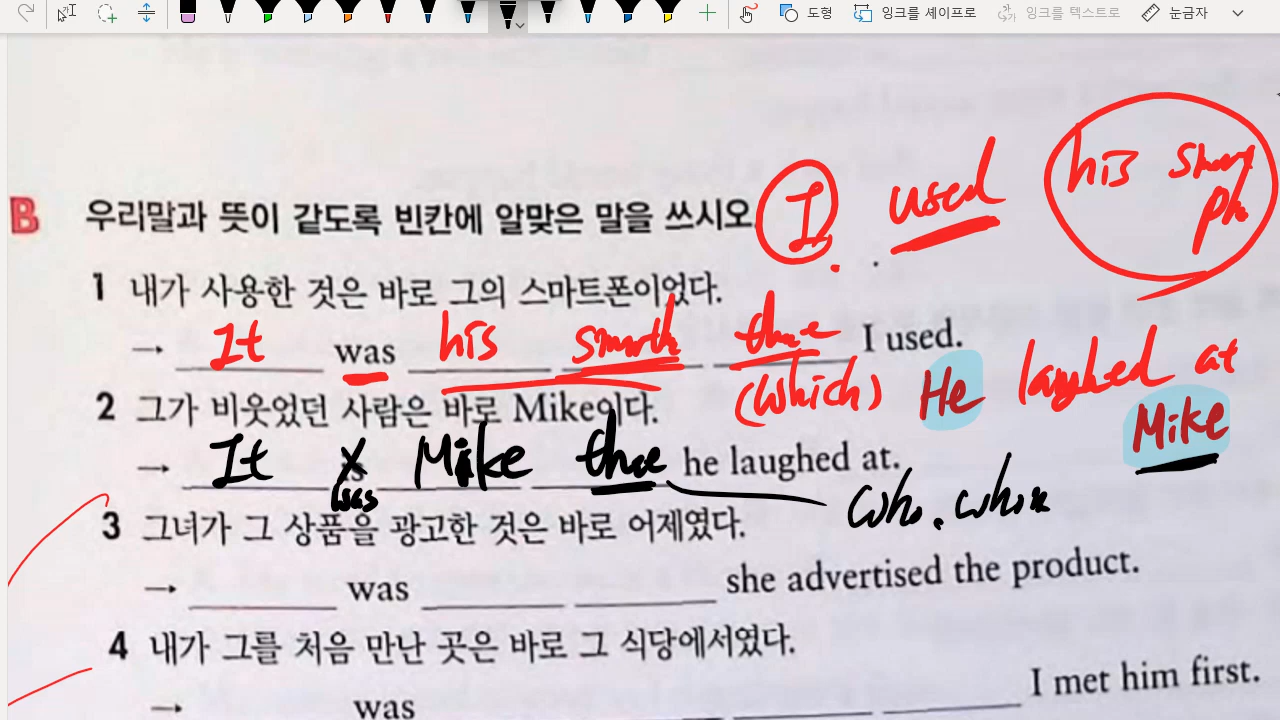 도형 잉크를 셰이프로 잉크를 텍스트로 눈금자
I used his
B 우리말과 뜻이 같도록 빈칸에 알맞은 말을 쓰시오
1 내가 사용한 것은 바로 그의 스마트폰이었다.
→ It was his I used.
(which) He laughed at Mike
2 그가 비웃었던 사람은 바로 Mike이다.
→ It Mike he laughed at.
was who.
3 그녀가 그 상품을 광고한 것은 바로 어제였다.
→ was she advertised the product.
4 내가 그를 처음 만난 곳은 바로 그 식당에서였다.
→ was I met him first.